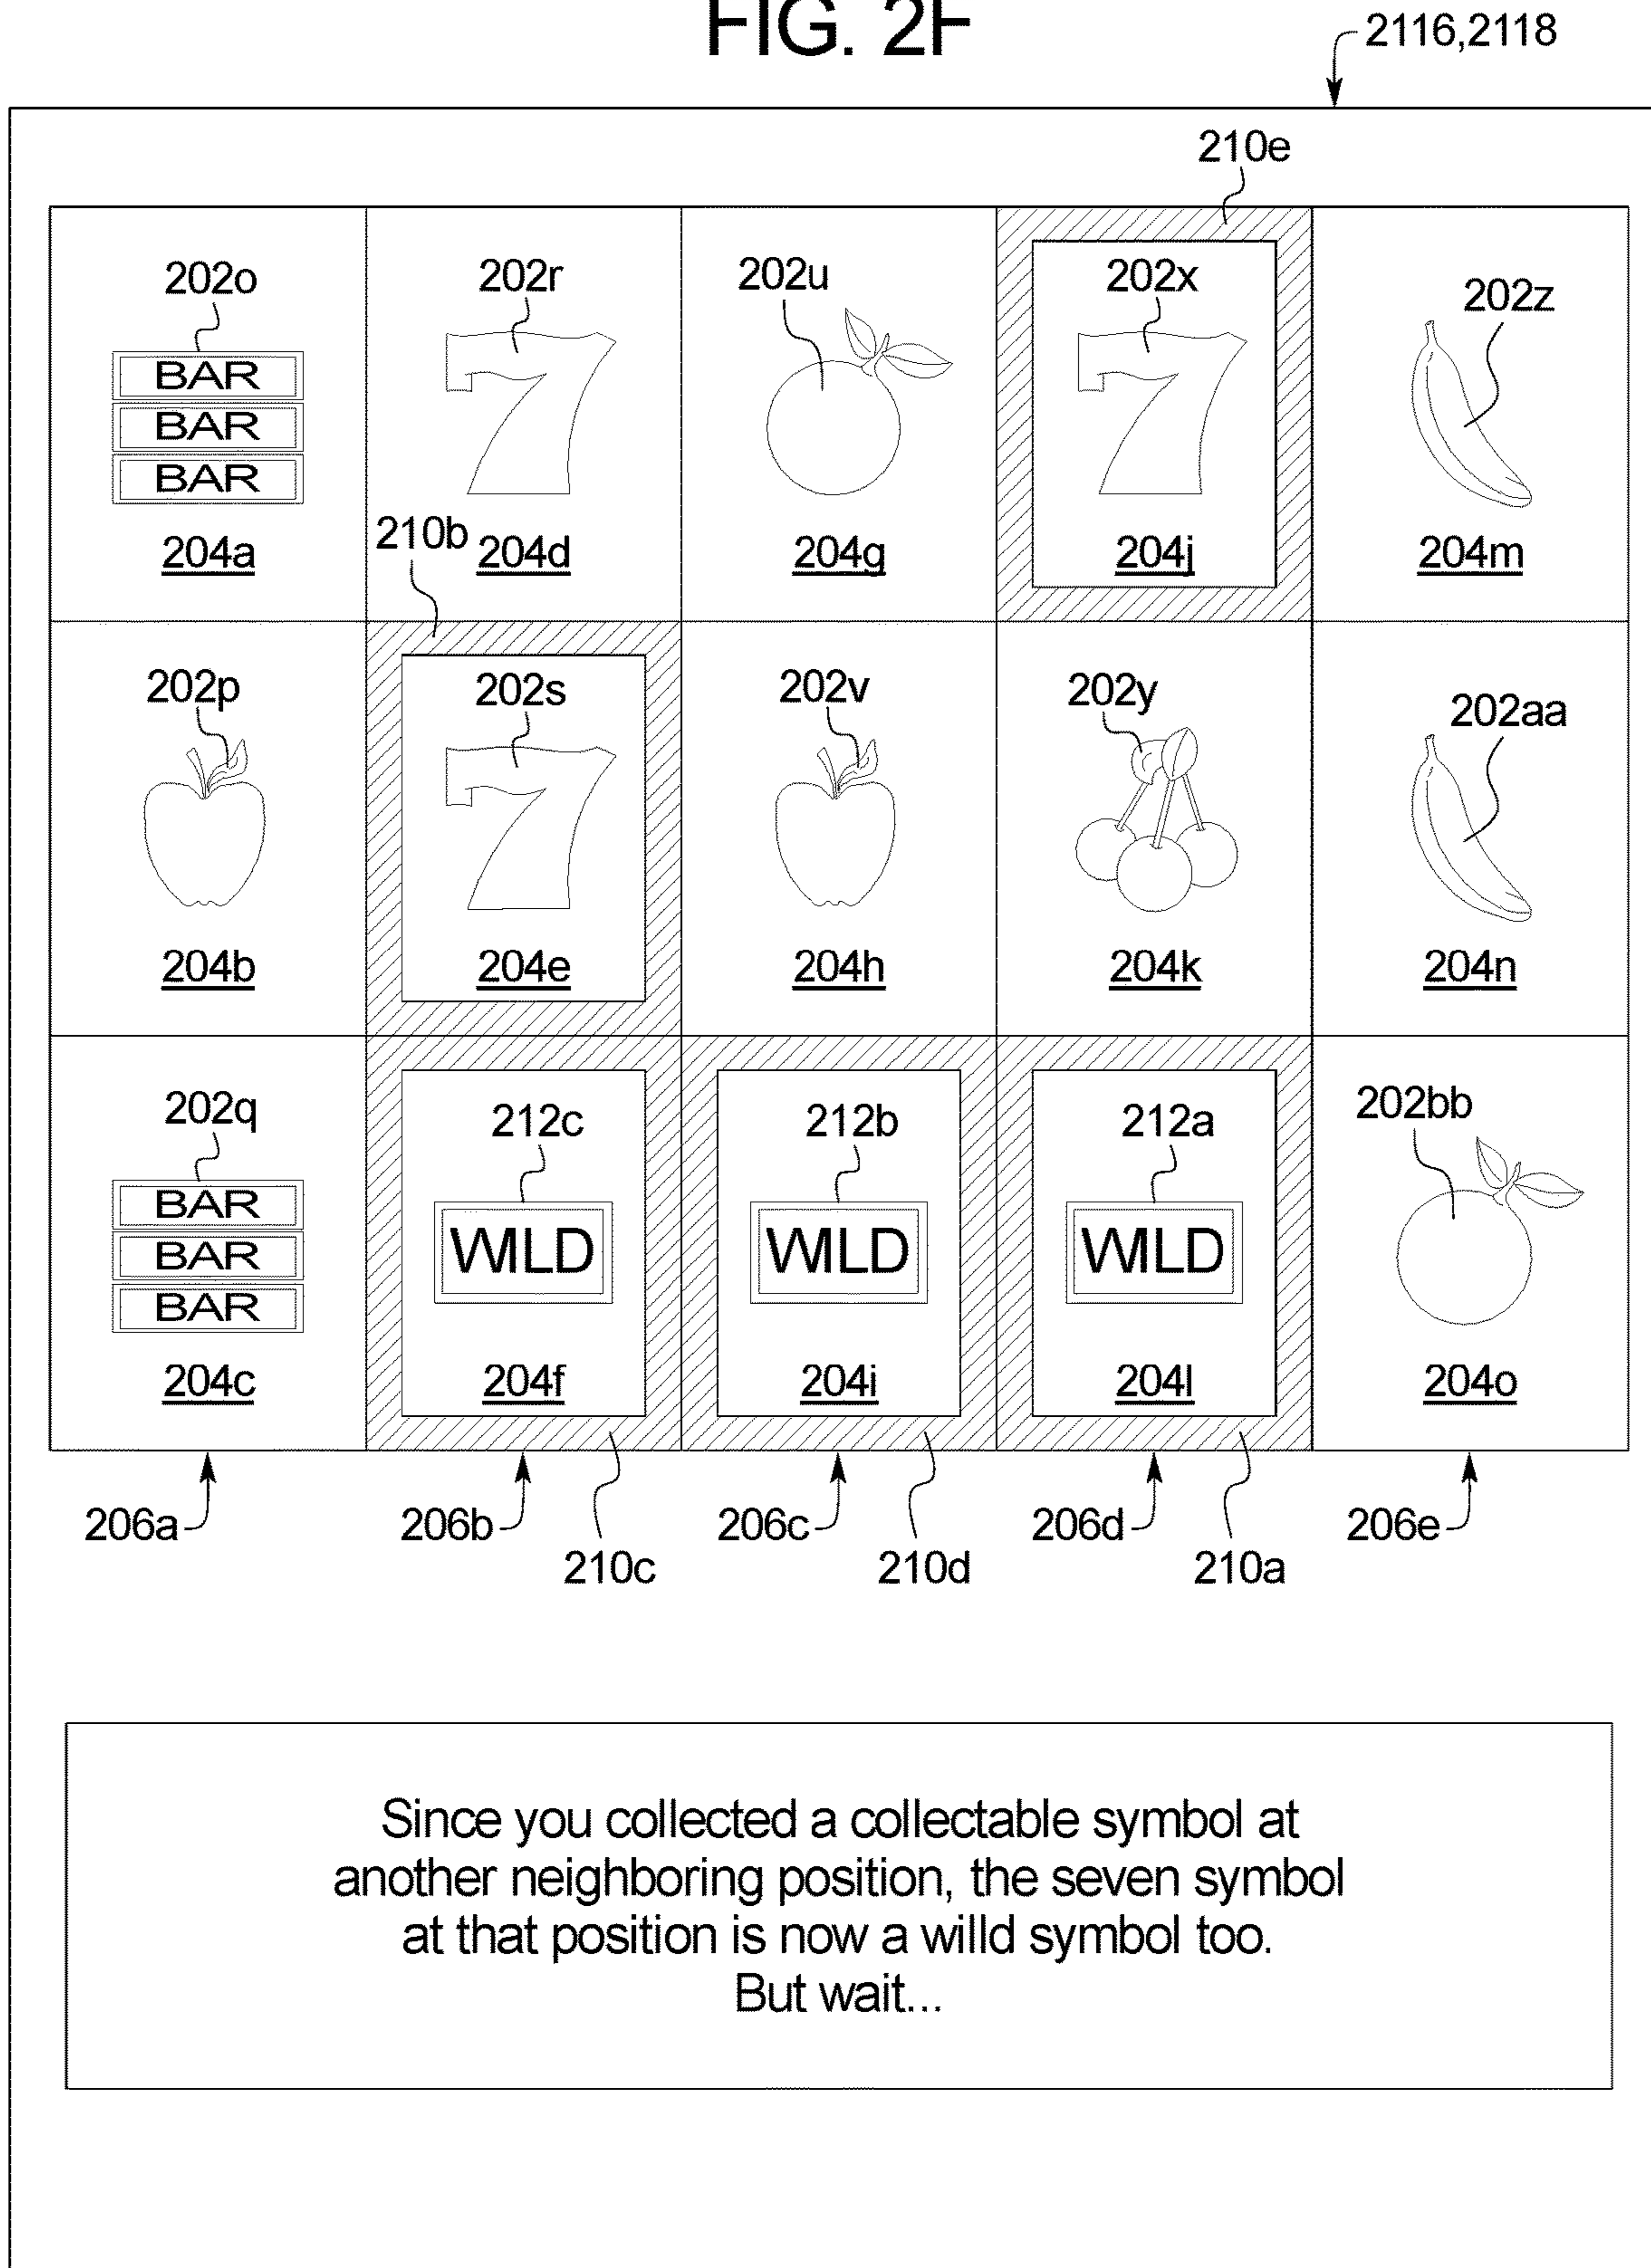 FIG. 2F
2116,2118
210e
202o 202r 202u 202x 202z
BAR
BAR
BAR
210b
204a 204d 204g 204j 204m
202p 202s 202v 202y 202aa
204b 204e 204h 204k 204n
202q 212c 212b 212a 202bb
BAR
BAR
BAR
WILD WILD WILD
204c 204f 204i 204l 204o
206a 206b 206c 206d 206e
210c 210d 210a
Since you collected a collectable symbol at
another neighboring position, the seven symbol
at that position is now a willd symbol too.
But wait...